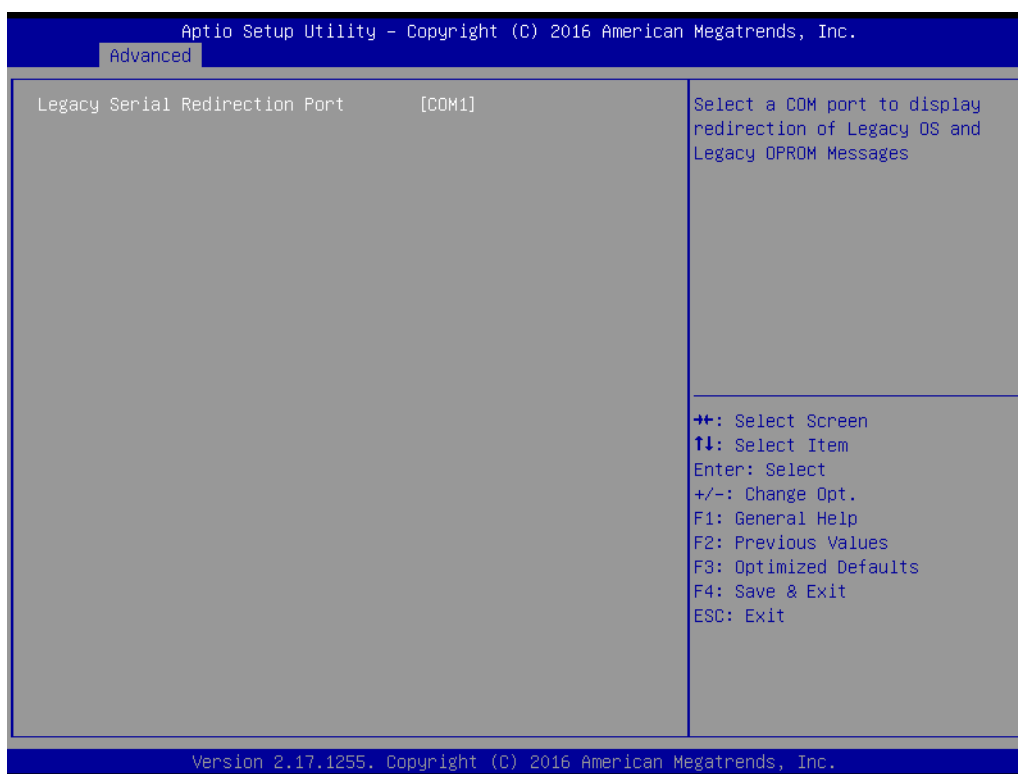 Aptio Setup Utility – Copyright (C) 2016 American Megatrends, Inc.
Advanced
Legacy Serial Redirection Port [COM1]
Select a COM port to display
redirection of Legacy OS and
Legacy OPROM Messages
→←: Select Screen
↑↓: Select Item
Enter: Select
+/-: Change Opt.
F1: General Help
F2: Previous Values
F3: Optimized Defaults
F4: Save & Exit
ESC: Exit
Version 2.17.1255. Copyright (C) 2016 American Megatrends, Inc.